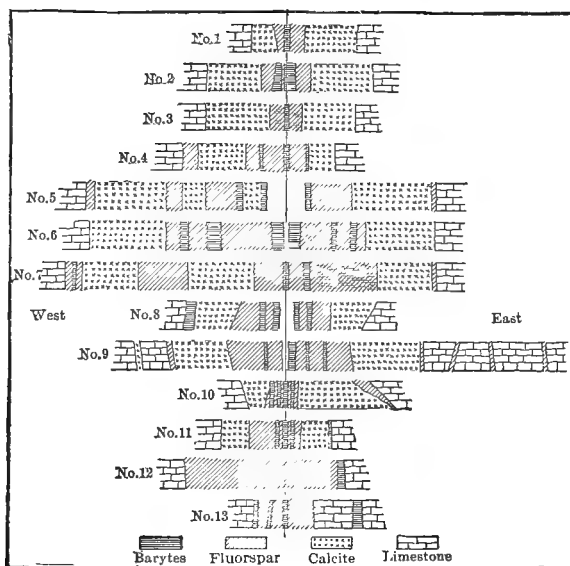 No.1
No.2
No.3
No.4
No.5
No.6
No.7
West No.8 East
No.9
No.10
No.11
No.12
No.13
Barytes Fluorspar Calcite Limestone